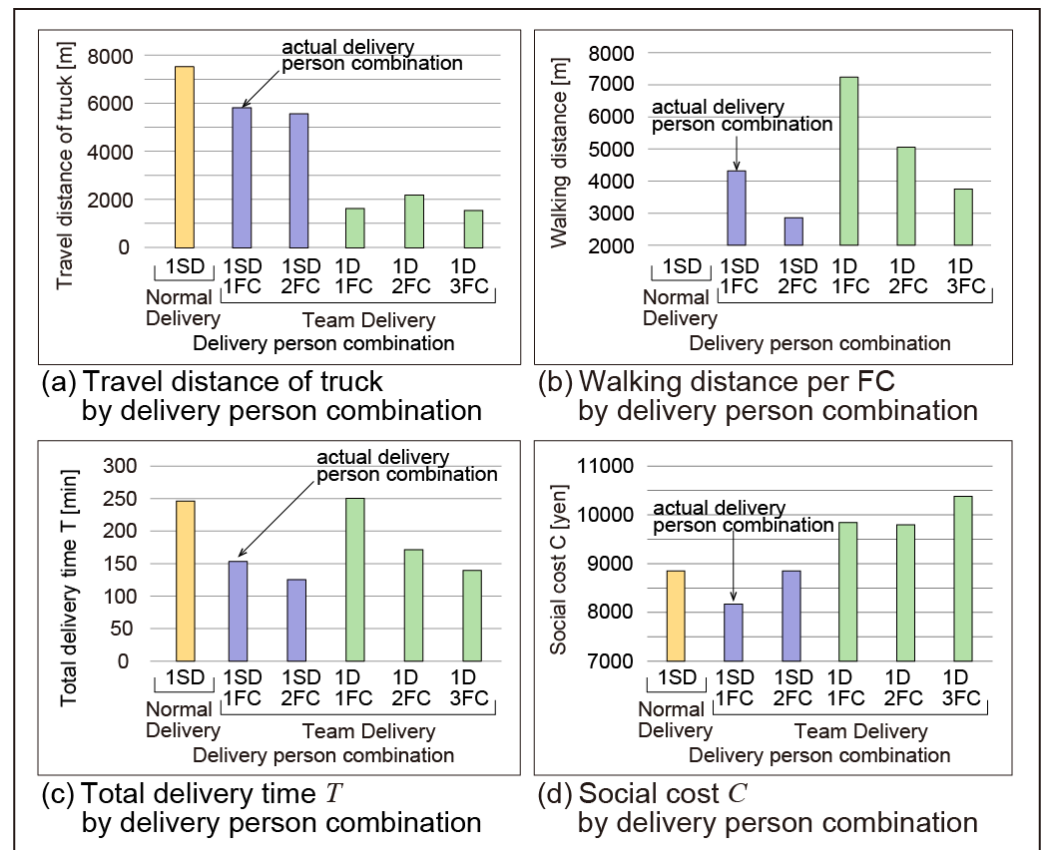 Travel distance of truck [m]
8000
6000
4000
2000
0
actual delivery
person combination
1SD 1SD 1SD 1D 1D 1D
1FC 2FC 1FC 2FC 3FC
Normal
Delivery
Team Delivery
Delivery person combination
(a) Travel distance of truck
by delivery person combination
Walking distance [m]
8000
7000
6000
5000
4000
3000
2000
actual delivery
person combination
1SD 1SD 1SD 1D 1D 1D
1FC 2FC 1FC 2FC 3FC
Normal
Delivery
Team Delivery
Delivery person combination
(b) Walking distance per FC
by delivery person combination
Total delivery time T [min]
300
250
200
150
100
50
0
actual delivery
person combination
1SD 1SD 1SD 1D 1D 1D
1FC 2FC 1FC 2FC 3FC
Normal
Delivery
Team Delivery
Delivery person combination
(c) Total delivery time T
by delivery person combination
Social cost C [yen]
11000
10000
9000
8000
7000
actual delivery
person combination
1SD 1SD 1SD 1D 1D 1D
1FC 2FC 1FC 2FC 3FC
Normal
Delivery
Team Delivery
Delivery person combination
(d) Social cost C
by delivery person combination